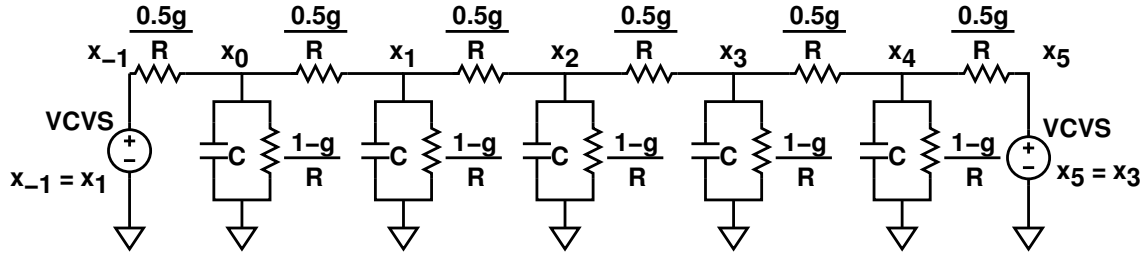 0.5g 0.5g 0.5g 0.5g 0.5g 0.5g
x₋₁ R x₀ R x₁ R x₂ R x₃ R x₄ R x₅
VCVS + − C 1−g C 1−g C 1−g C 1−g C 1−g + − VCVS
x₋₁ = x₁ R R R R R x₅ = x₃